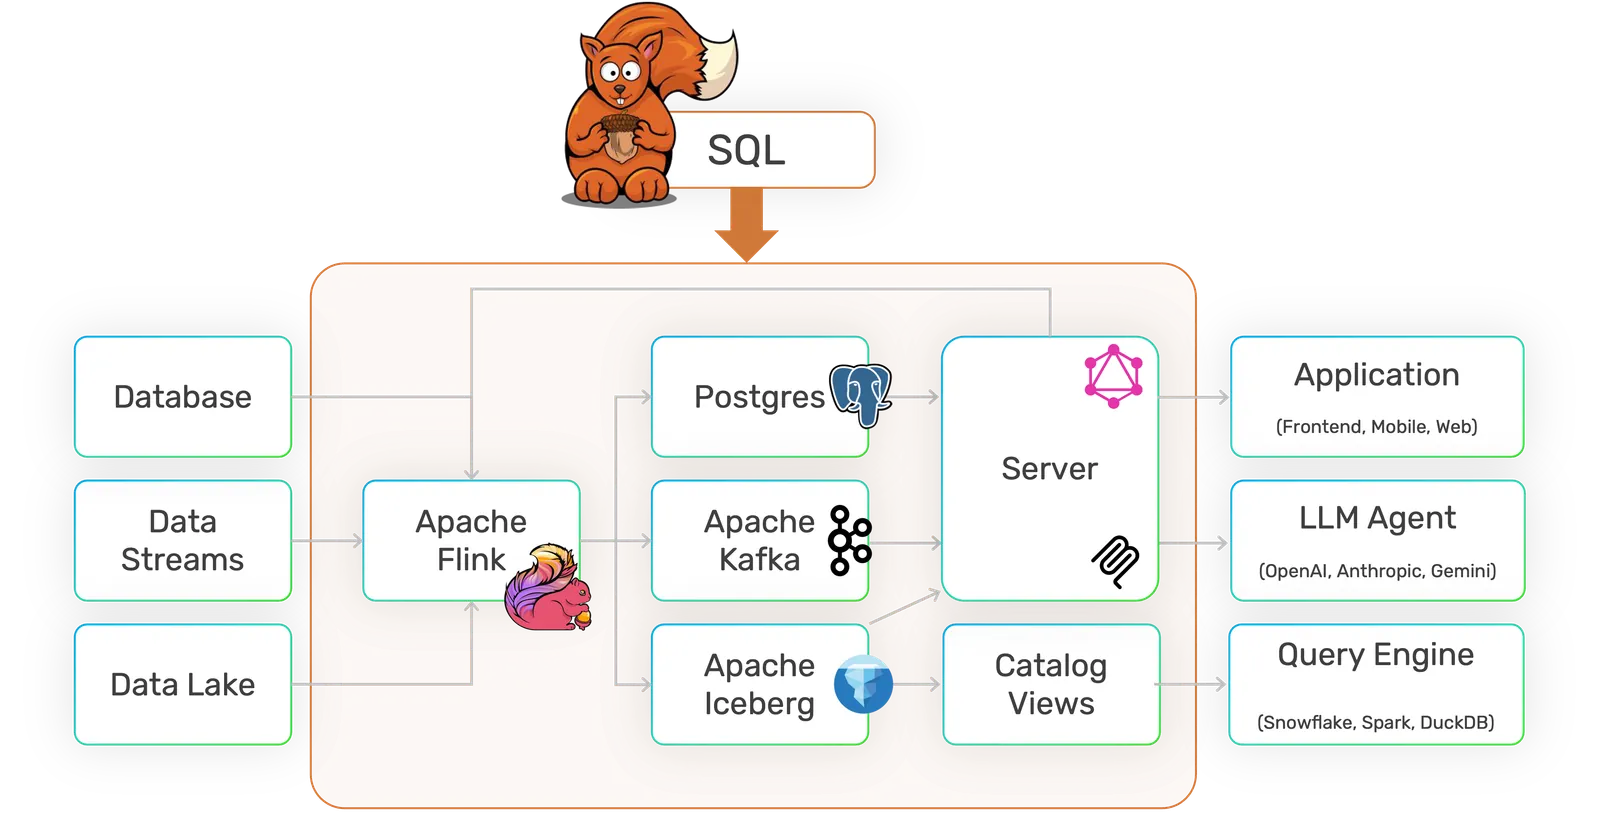 SQL
Database
Data
Streams
Data Lake
Apache
Flink
Postgres
Apache
Kafka
Apache
Iceberg
Server
Catalog
Views
Application
(Frontend, Mobile, Web)
LLM Agent
(OpenAI, Anthropic, Gemini)
Query Engine
(Snowflake, Spark, DuckDB)